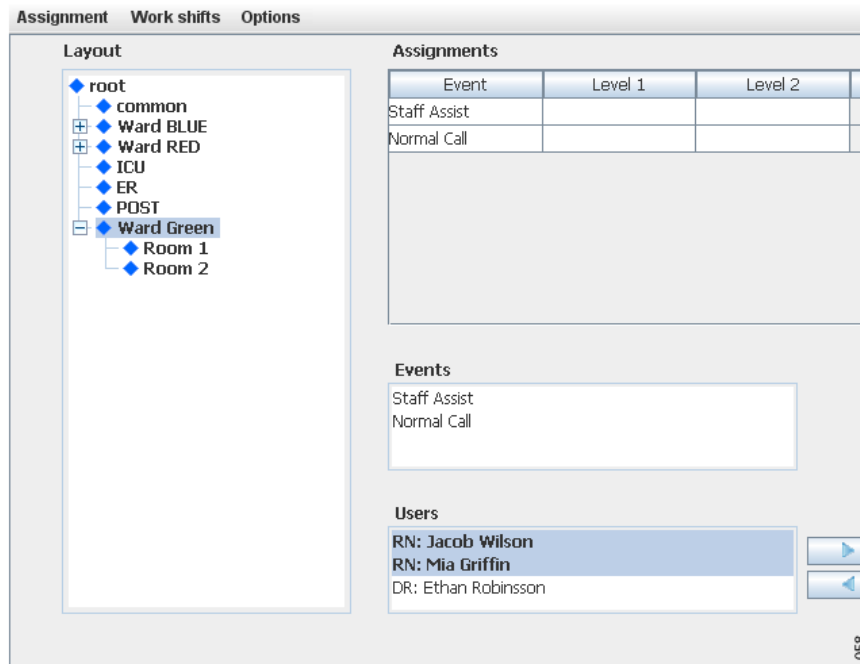 Assignment Work shifts Options
Layout
root
common
Ward BLUE
Ward RED
ICU
ER
POST
Ward Green
Room 1
Room 2
Assignments
Event Level 1 Level 2
Staff Assist
Normal Call
Events
Staff Assist
Normal Call
Users
RN: Jacob Wilson
RN: Mia Griffin
DR: Ethan Robinsson